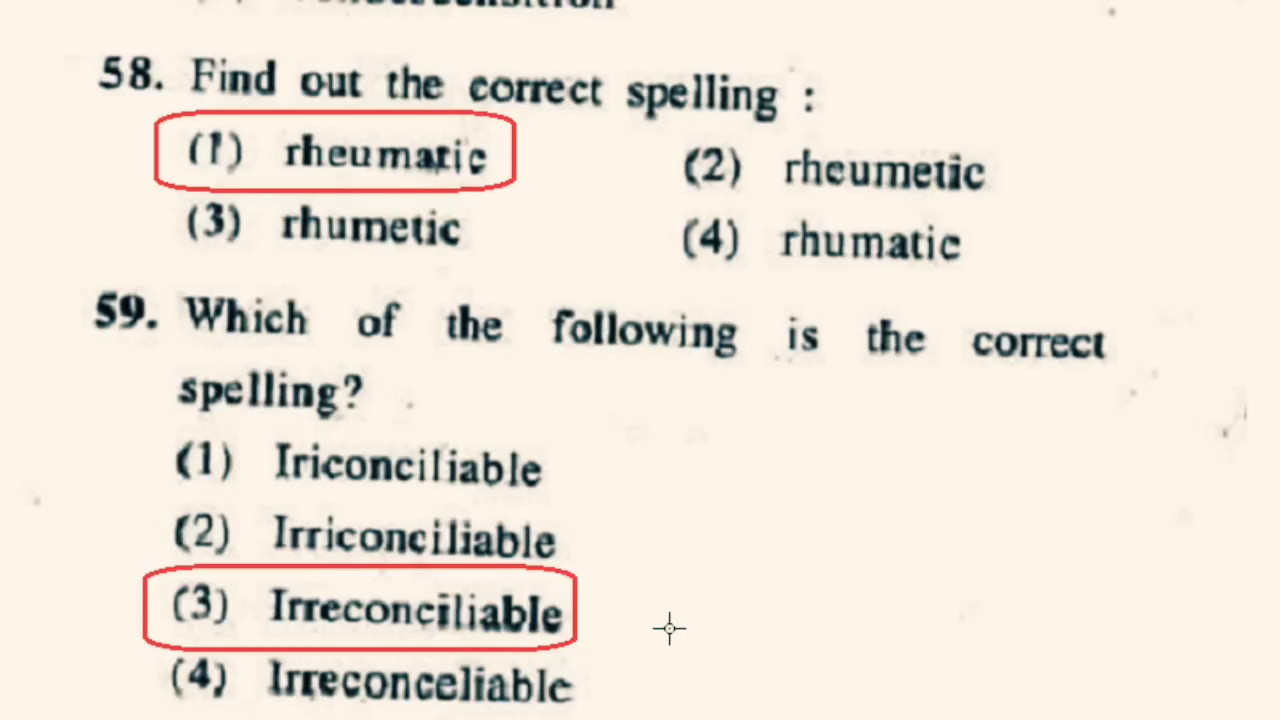 58. Find out the correct spelling :
(1) rheumatic (2) rheumetic
(3) rhumetic (4) rhumatic
59. Which of the following is the correct
spelling?
(1) Iriconciliable
(2) Irriconciliable
(3) Irreconciliable
(4) Irreconceliable